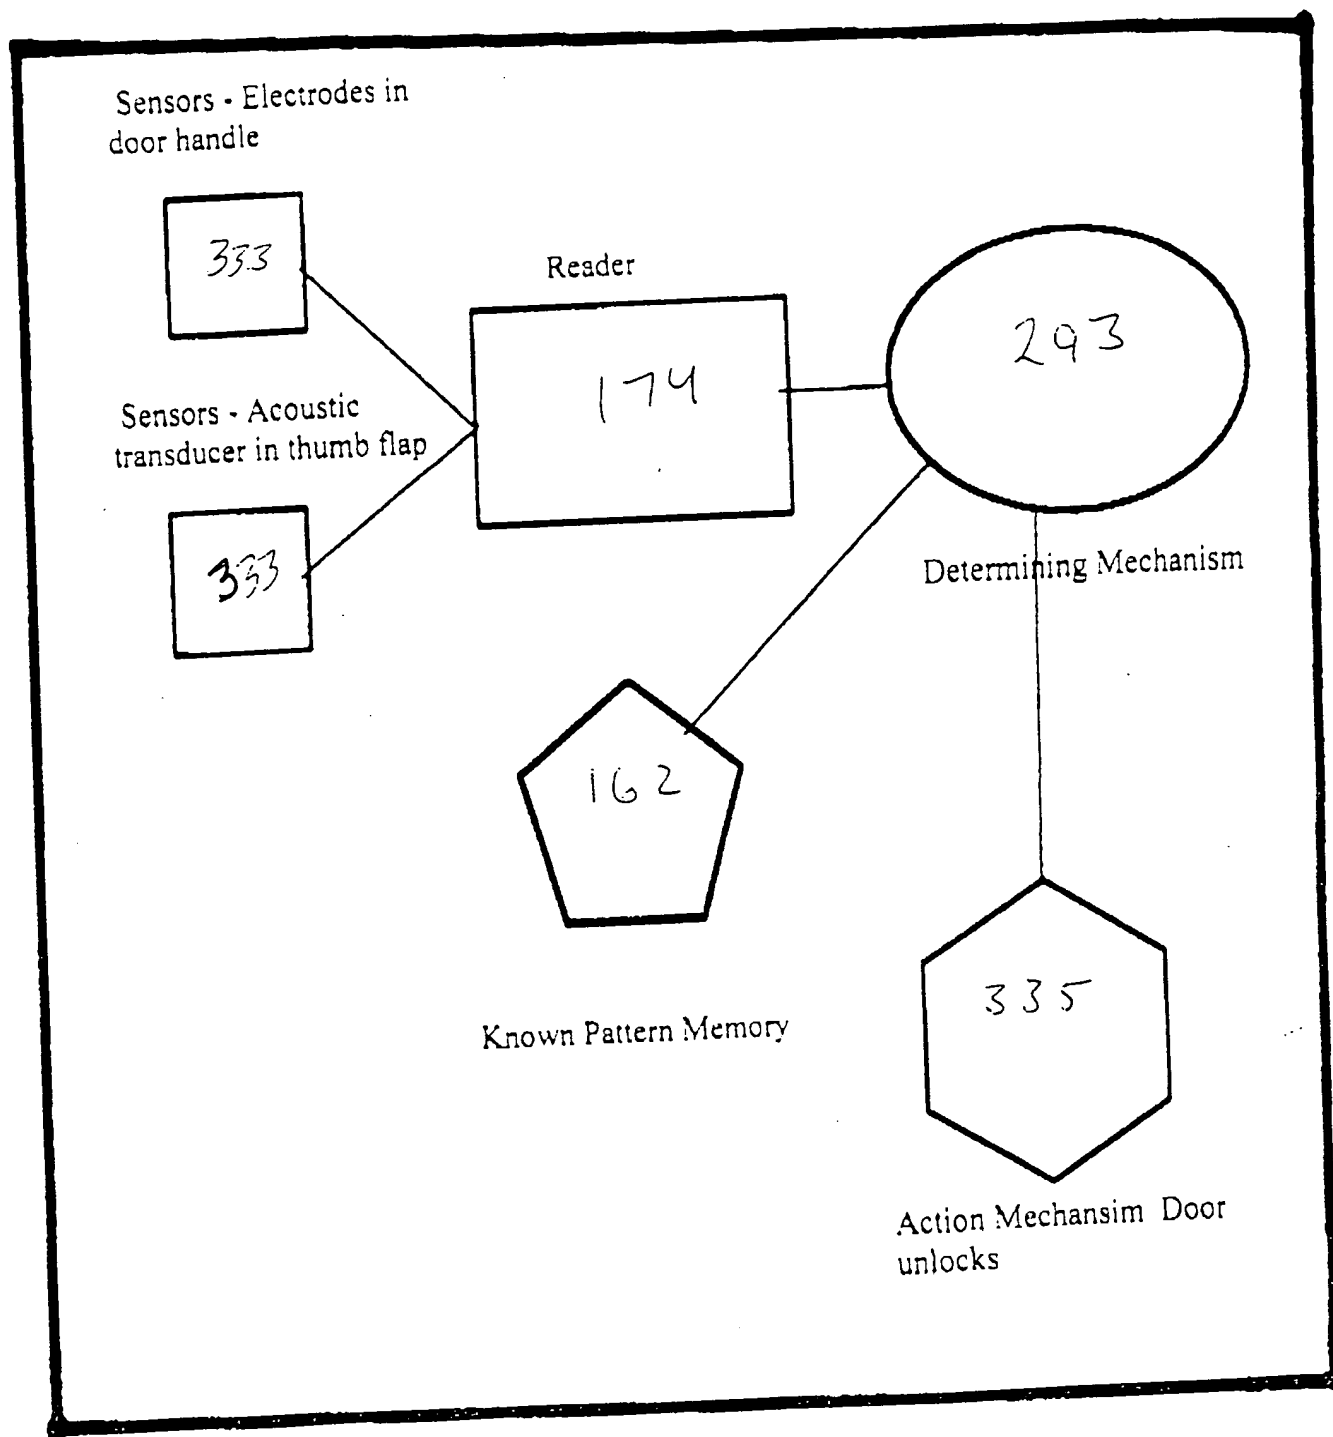 Sensors - Electrodes in
door handle
333
Reader
174
293
Sensors - Acoustic
transducer in thumb flap
333
Determining Mechanism
162
Known Pattern Memory
335
Action Mechansim Door
unlocks